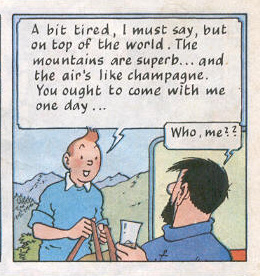 A bit tired, I must say, but
on top of the world. The
mountains are superb... and
the air's like champagne.
You ought to come with me
one day...
Who, me??